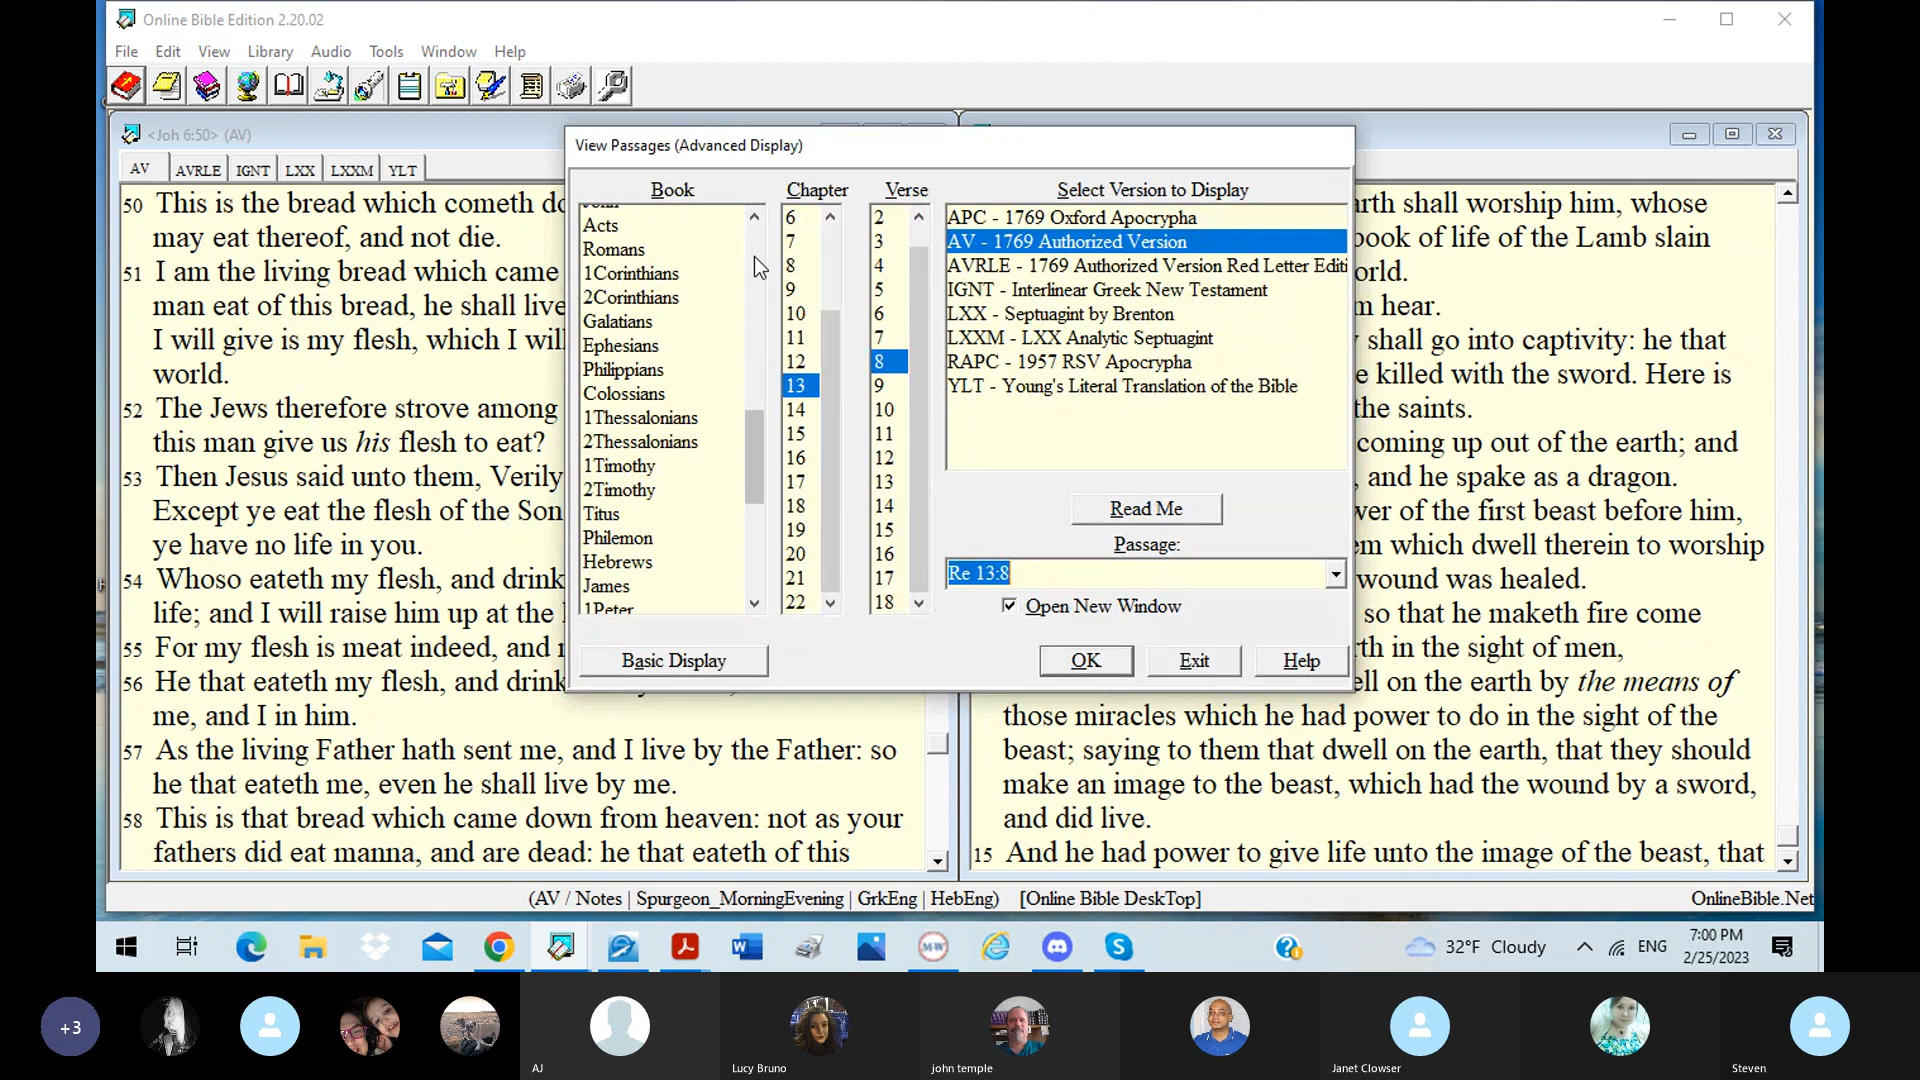 Online Bible Edition 2.20.02
File Edit View Library Audio Tools Window Help
<Joh 6:50> (AV)
AV AVRLE IGNT LXX LXXM YLT
50 This is the bread which cometh
may eat thereof, and not die.
51 I am the living bread which came
man eat of this bread, he shall live
I will give is my flesh, which I
world.
52 The Jews therefore strove among
this man give us his flesh to eat?
53 Then Jesus said unto them, Verily
Except ye eat the flesh of the Son
ye have no life in you.
54 Whoso eateth my flesh, and drink
life; and I will raise him up at the
55 For my flesh is meat indeed, and
56 He that eateth my flesh, and drink
me, and I in him.
57 As the living Father hath sent me, and I live by the Father: so
he that eateth me, even he shall live by me.
58 This is that bread which came down from heaven: not as your
fathers did eat manna, and are dead: he that eateth of this
View Passages (Advanced Display)
Book Chapter Verse Select Version to Display
Acts
Romans
1Corinthians
2Corinthians
Galatians
Ephesians
Philippians
Colossians
1Thessalonians
2Thessalonians
1Timothy
2Timothy
Titus
Philemon
Hebrews
James
1Peter
6
7
8
9
10
11
12
13
14
15
16
17
18
19
20
21
22
2
3
4
5
6
7
8
9
10
11
12
13
14
15
16
17
18
APC - 1769 Oxford Apocrypha
AV - 1769 Authorized Version
AVRLE - 1769 Authorized Version Red Letter Editi
IGNT - Interlinear Greek New Testament
LXX - Septuagint by Brenton
LXXM - LXX Analytic Septuagint
RAPC - 1957 RSV Apocrypha
YLT - Young's Literal Translation of the Bible
Read Me
Passage:
Re 13:8
Open New Window
Basic Display OK Exit Help
arth shall worship him, whose
book of life of the Lamb slain
orld.
m hear.
shall go into captivity: he that
e killed with the sword. Here is
the saints.
coming up out of the earth; and
, and he spake as a dragon.
wer of the first beast before him,
em which dwell therein to worship
wound was healed.
so that he maketh fire come
rth in the sight of men,
ell on the earth by the means of
those miracles which he had power to do in the sight of the
beast; saying to them that dwell on the earth, that they should
make an image to the beast, which had the wound by a sword,
and did live.
15 And he had power to give life unto the image of the beast, that
(AV / Notes | Spurgeon_MorningEvening | GrkEng | HebEng) [Online Bible DeskTop] OnlineBible.Net
32°F Cloudy ENG 7:00 PM
2/25/2023
+3
AJ Lucy Bruno john temple Janet Clowser Steven